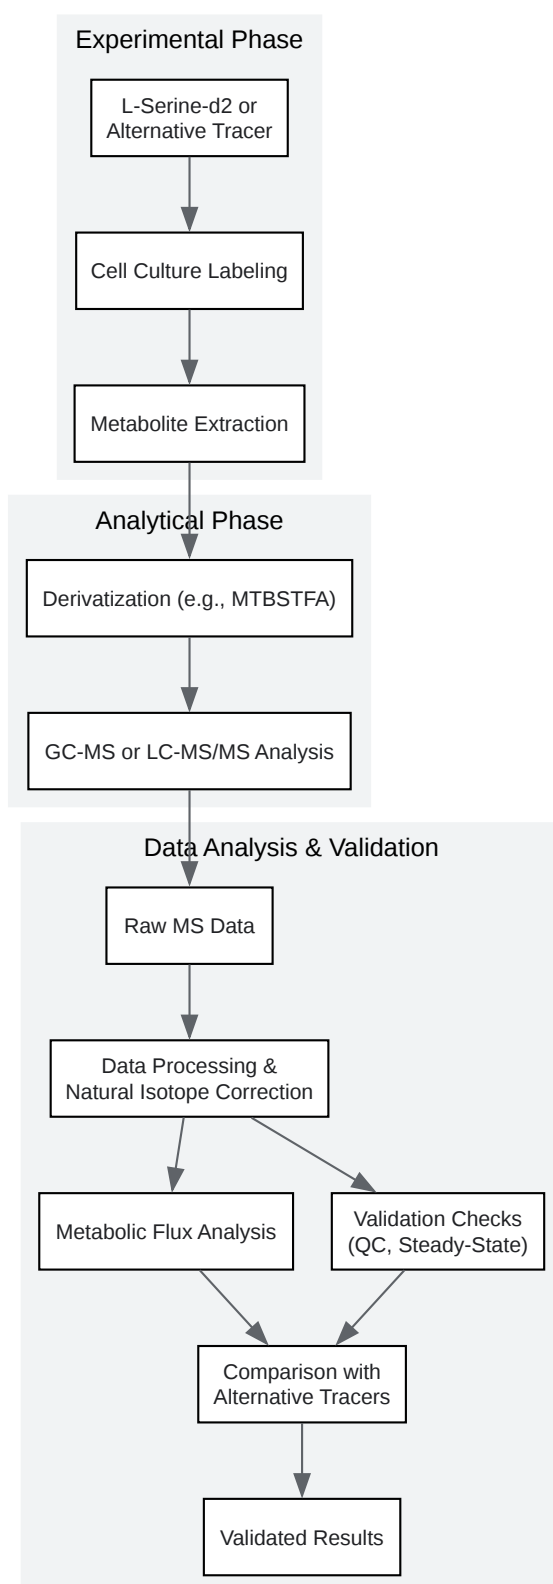 Experimental Phase
L-Serine-d2 or
Alternative Tracer
Cell Culture Labeling
Metabolite Extraction
Analytical Phase
Derivatization (e.g., MTBSTFA)
GC-MS or LC-MS/MS Analysis
Data Analysis & Validation
Raw MS Data
Data Processing &
Natural Isotope Correction
Metabolic Flux Analysis
Validation Checks
(QC, Steady-State)
Comparison with
Alternative Tracers
Validated Results